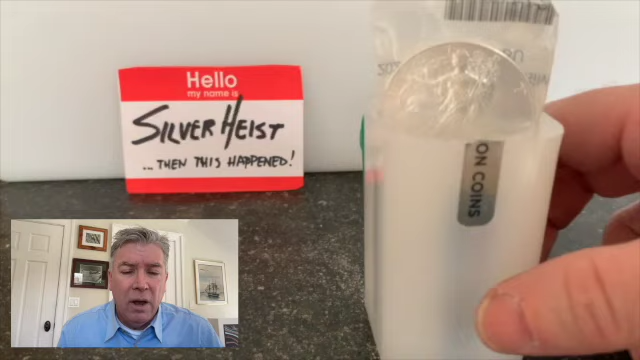 Hello
my name is
SILVER HEIST
... THEN THIS HAPPENED!
ON COINS